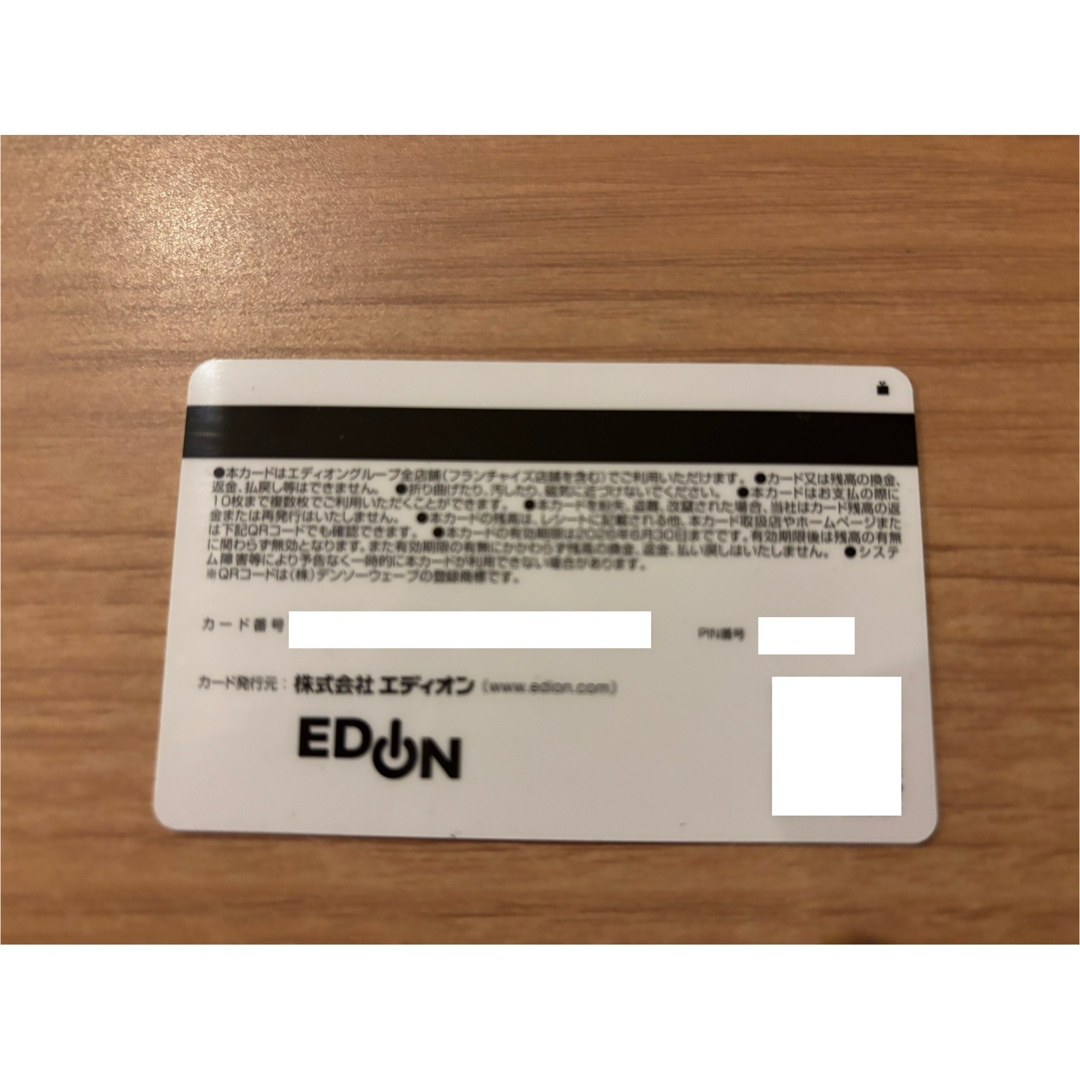 ●本カードはエディオングループ全店舗(フランチャイズ店舗を含む)でご利用いただけます。 ●カード又は残高の換金、
返金、払戻し等はできません。 ●折り曲げたり、汚したり、磁気に近づけないでください。 ●本カードはお支払の際に
10枚まで複数枚でご利用いただくことができます。 ●本カードを紛失、盗難、改竄された場合、当社はカード残高の返
金または再発行はいたしません。 ●本カードの残高は、レシートに記載される他、本カード取扱店やホームページまた
は下記QRコードでも確認できます。 ●本カードの有効期限は2026年6月30日までです。有効期限後は残高の有無
に関わらず無効となります。また有効期限の有無にかかわらず残高の換金、返金、払い戻しはいたしません。 ●システ
ム障害等により予告なく一時的に本カードが利用できない場合があります。
※QRコードは(株)デンソーウェーブの登録商標です。
カード番号
PIN番号
カード発行元：株式会社 エディオン (www.edion.com)
EDION